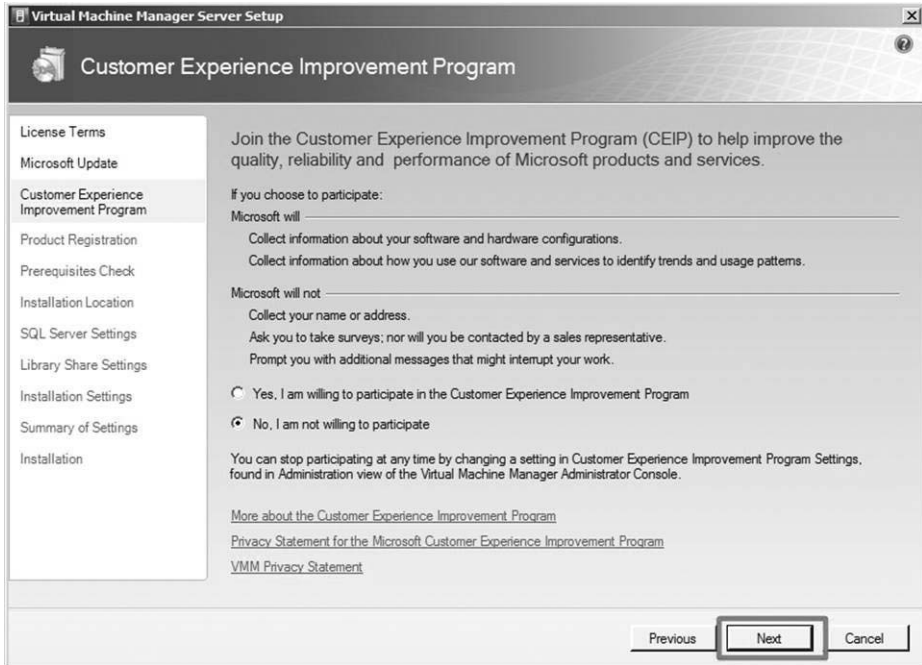 Virtual Machine Manager Server Setup
Customer Experience Improvement Program
License Terms
Microsoft Update
Customer Experience
Improvement Program
Product Registration
Prerequisites Check
Installation Location
SQL Server Settings
Library Share Settings
Installation Settings
Summary of Settings
Installation
Join the Customer Experience Improvement Program (CEIP) to help improve the
quality, reliability and performance of Microsoft products and services.
If you choose to participate:
Microsoft will
Collect information about your software and hardware configurations.
Collect information about how you use our software and services to identify trends and usage patterns.
Microsoft will not
Collect your name or address.
Ask you to take surveys; nor will you be contacted by a sales representative.
Prompt you with additional messages that might interrupt your work.
Yes, I am willing to participate in the Customer Experience Improvement Program
No, I am not willing to participate
You can stop participating at any time by changing a setting in Customer Experience Improvement Program Settings,
found in Administration view of the Virtual Machine Manager Administrator Console.
More about the Customer Experience Improvement Program
Privacy Statement for the Microsoft Customer Experience Improvement Program
VMM Privacy Statement
Previous
Next
Cancel